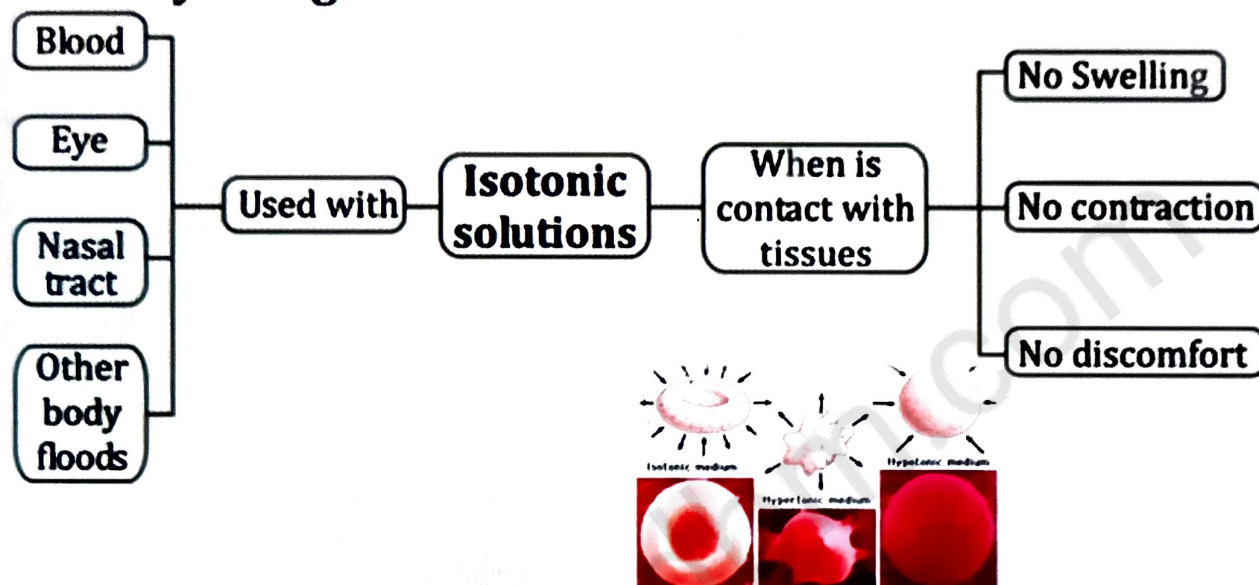 Blood
Eye
Nasal
tract
Other
body
floods
Used with
Isotonic
solutions
When is
contact with
tissues
No Swelling
No contraction
No discomfort
Isotonic medium
Hypertonic medium
Hypotonic medium